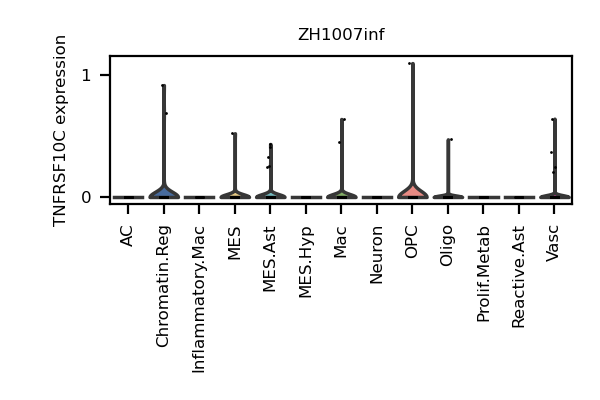 ZH1007inf
TNFRSF10C expression
1
0
AC
Chromatin.Reg
Inflammatory.Mac
MES
MES.Ast
MES.Hyp
Mac
Neuron
OPC
Oligo
Prolif.Metab
Reactive.Ast
Vasc